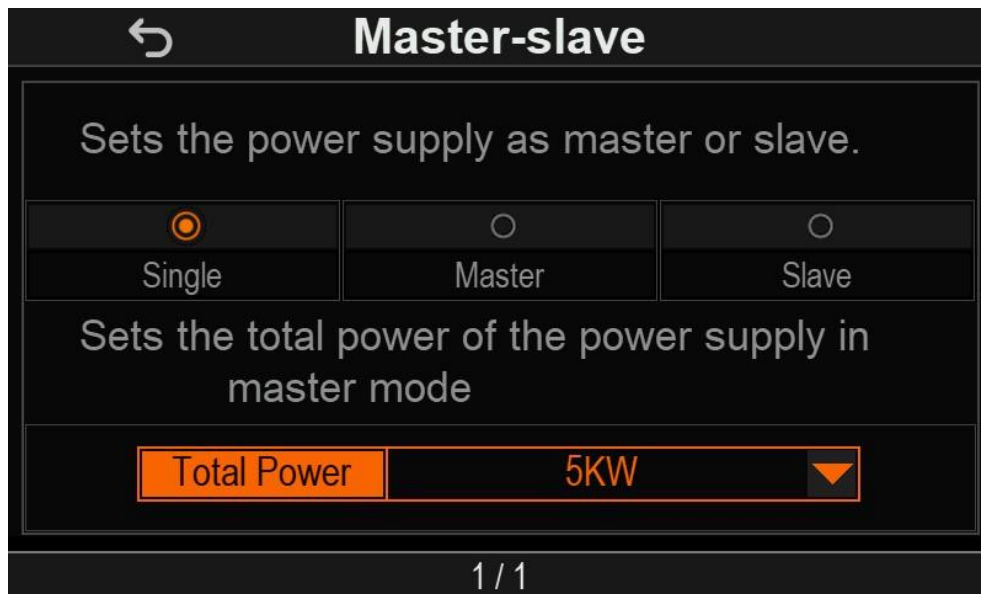 Master-slave
Sets the power supply as master or slave.
Single Master Slave
Sets the total power of the power supply in
master mode
Total Power 5KW
1 / 1